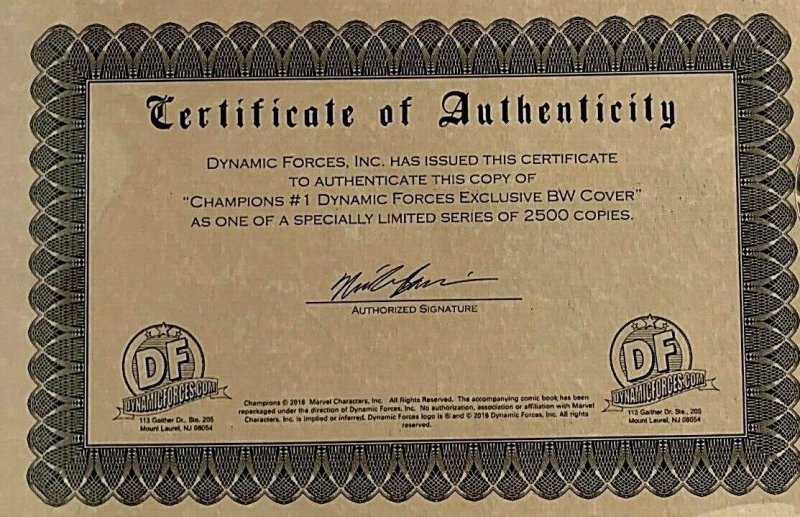 Certificate of Authenticity
DYNAMIC FORCES, INC. HAS ISSUED THIS CERTIFICATE
TO AUTHENTICATE THIS COPY OF
"CHAMPIONS #1 DYNAMIC FORCES EXCLUSIVE BW COVER"
AS ONE OF A SPECIALLY LIMITED SERIES OF 2500 COPIES.
AUTHORIZED SIGNATURE
DF
DYNAMICFORCES.COM
113 Gaither Dr., Ste., 205
Mount Laurel, NJ 08054
Champions © 2016 Marvel Characters, Inc. All Rights Reserved. The accompanying comic book has been
repackaged under the direction of Dynamic Forces, Inc. No authorization, association or affiliation with Marvel
Characters, Inc. is implied or inferred. Dynamic Forces logo is ® and © 2016 Dynamic Forces, Inc. All rights
reserved.
DF
DYNAMICFORCES.COM
113 Gaither Dr., Ste., 205
Mount Laurel, NJ 08054